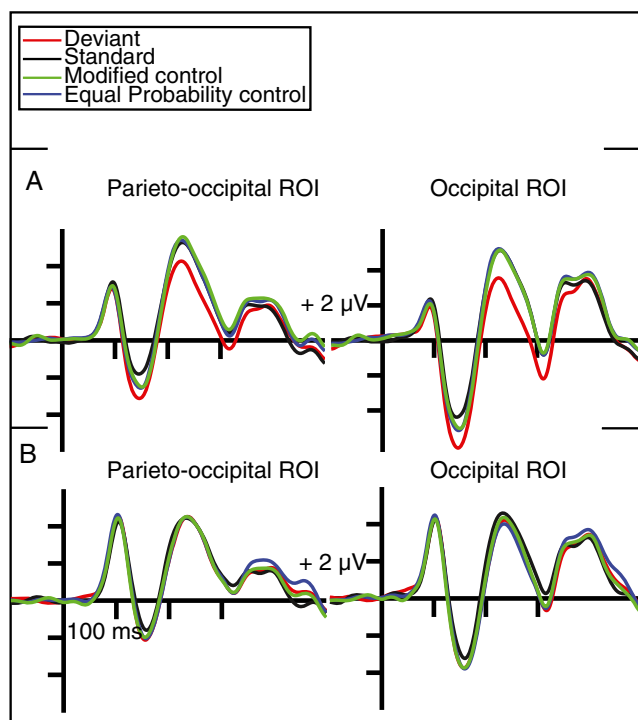 Deviant
Standard
Modified control
Equal Probability control
A
Parieto-occipital ROI
Occipital ROI
+ 2 µV
B
Parieto-occipital ROI
Occipital ROI
+ 2 µV
100 ms